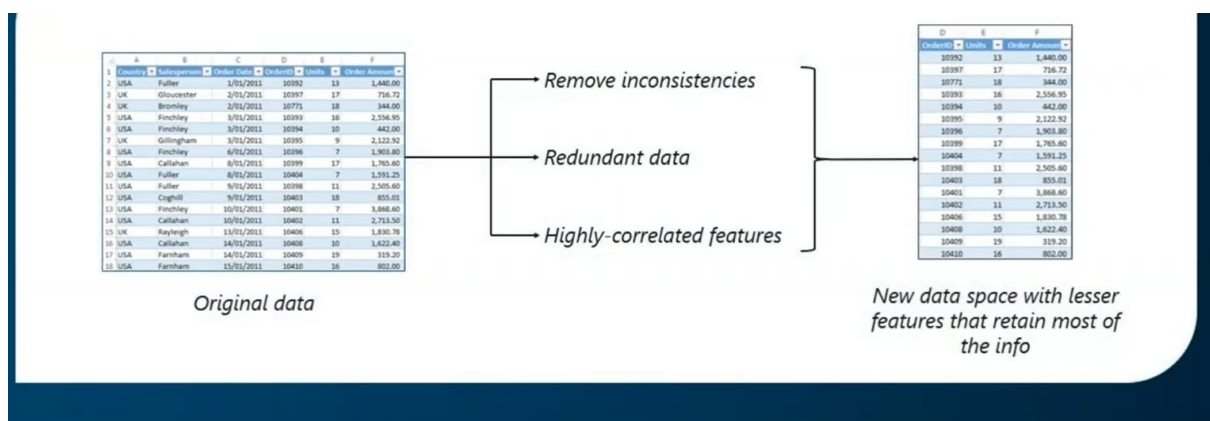 A B C D E F
1 Country Salesperson Order Date OrderID Units Order Amount
2 USA Fuller 1/01/2011 10392 13 1,440.00
3 UK Gloucester 2/01/2011 10397 17 716.72
4 UK Bromley 2/01/2011 10771 18 344.00
5 USA Finchley 3/01/2011 10393 16 2,556.95
6 USA Finchley 3/01/2011 10394 10 442.00
7 UK Gillingham 3/01/2011 10395 9 2,122.92
8 USA Finchley 6/01/2011 10396 7 1,903.80
9 USA Callahan 8/01/2011 10399 17 1,765.60
10 USA Fuller 8/01/2011 10404 7 1,591.25
11 USA Fuller 9/01/2011 10398 11 2,505.60
12 USA Coghill 9/01/2011 10403 18 855.01
13 USA Finchley 10/01/2011 10401 7 3,868.60
14 USA Callahan 10/01/2011 10402 11 2,713.50
15 UK Rayleigh 13/01/2011 10406 15 1,830.78
16 USA Callahan 14/01/2011 10408 10 1,622.40
17 USA Farnham 14/01/2011 10409 19 319.20
18 USA Farnham 15/01/2011 10410 16 802.00
Original data
Remove inconsistencies
Redundant data
Highly-correlated features
D E F
OrderID Units Order Amount
10392 13 1,440.00
10397 17 716.72
10771 18 344.00
10393 16 2,556.95
10394 10 442.00
10395 9 2,122.92
10396 7 1,903.80
10399 17 1,765.60
10404 7 1,591.25
10398 11 2,505.60
10403 18 855.01
10401 7 3,868.60
10402 11 2,713.50
10406 15 1,830.78
10408 10 1,622.40
10409 19 319.20
10410 16 802.00
New data space with lesser
features that retain most of
the info